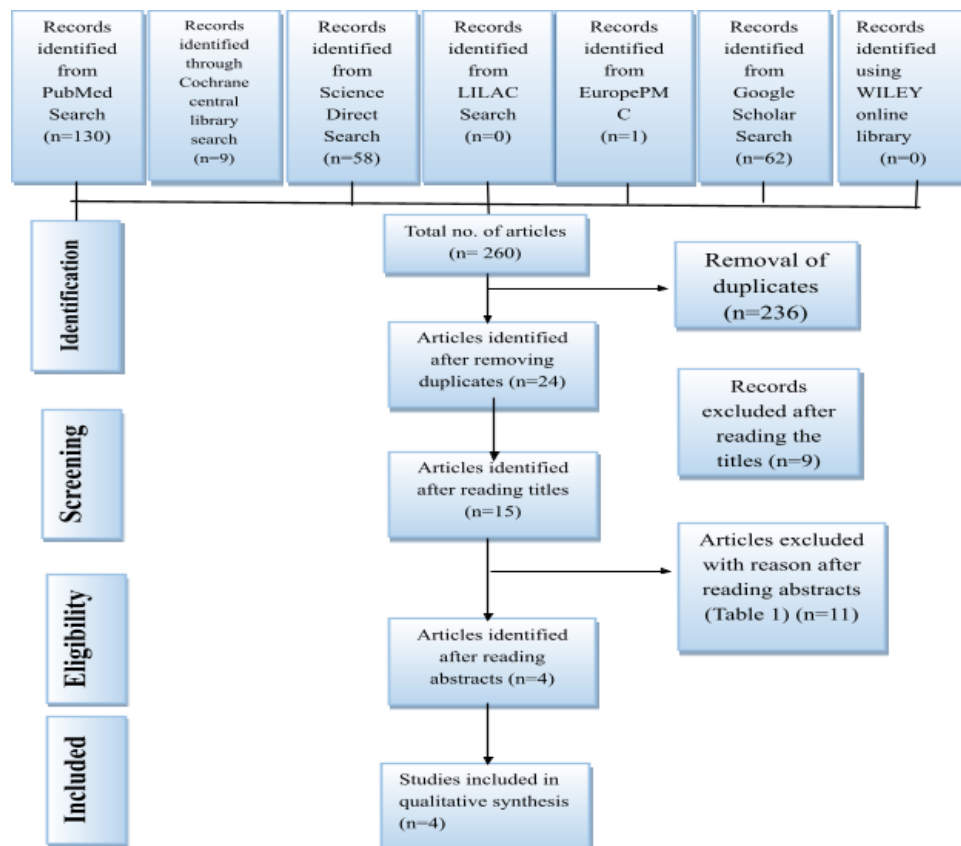 Records
identified
from
PubMed
Search
(n=130)
Records
identified
through
Cochrane
central
library
search
(n=9)
Records
identified
from
Science
Direct
Search
(n=58)
Records
identified
from
LILAC
Search
(n=0)
Records
identified
from
EuropePM
C
(n=1)
Records
identified
from
Google
Scholar
Search
(n=62)
Records
identified
using
WILEY
online
library
(n=0)
Identification
Total no. of articles
(n= 260)
Removal of
duplicates
(n=236)
Articles identified
after removing
duplicates (n=24)
Records
excluded after
reading the
titles (n=9)
Screening
Articles identified
after reading titles
(n=15)
Articles excluded
with reason after
reading abstracts
(Table 1) (n=11)
Eligibility
Articles identified
after reading
abstracts (n=4)
Included
Studies included in
qualitative synthesis
(n=4)